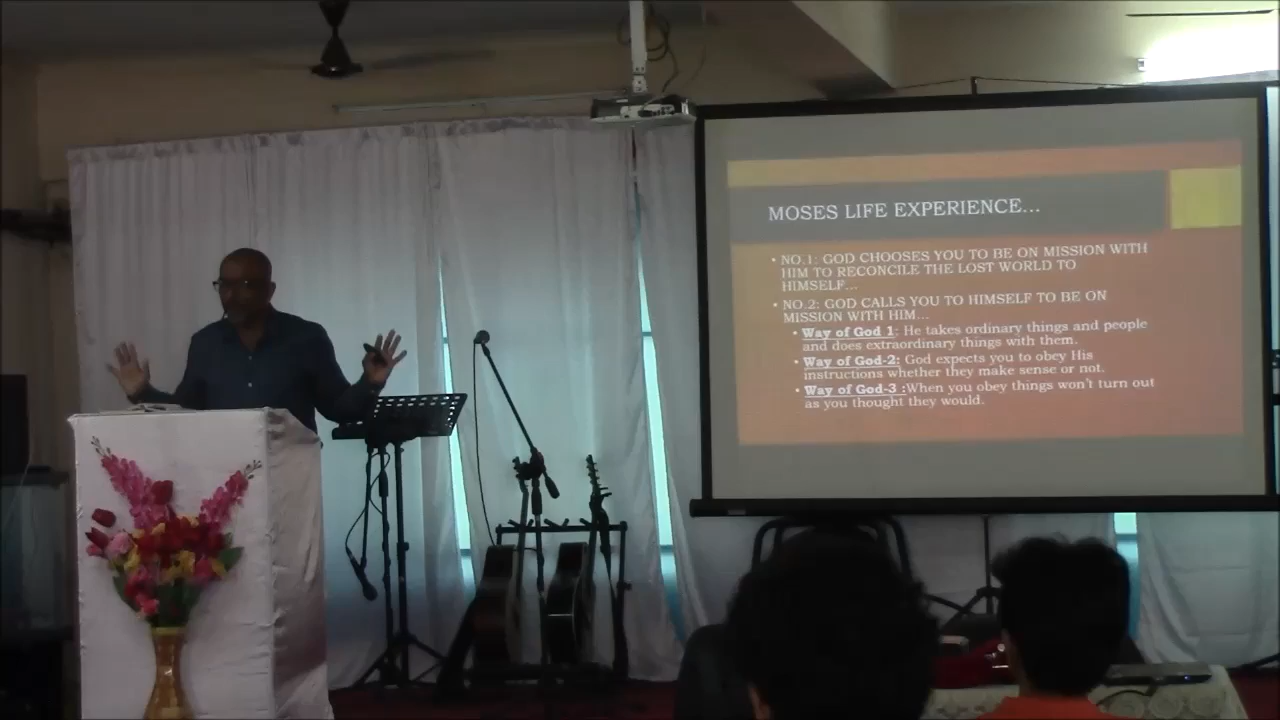 MOSES LIFE EXPERIENCE...
• NO.1: GOD CHOOSES YOU TO BE ON MISSION WITH
HIM TO RECONCILE THE LOST WORLD TO
HIMSELF...
• NO.2: GOD CALLS YOU TO HIMSELF TO BE ON
MISSION WITH HIM...
• Way of God 1: He takes ordinary things and people
and does extraordinary things with them.
• Way of God-2: God expects you to obey His
instructions whether they make sense or not.
• Way of God-3 :When you obey things won't turn out
as you thought they would.